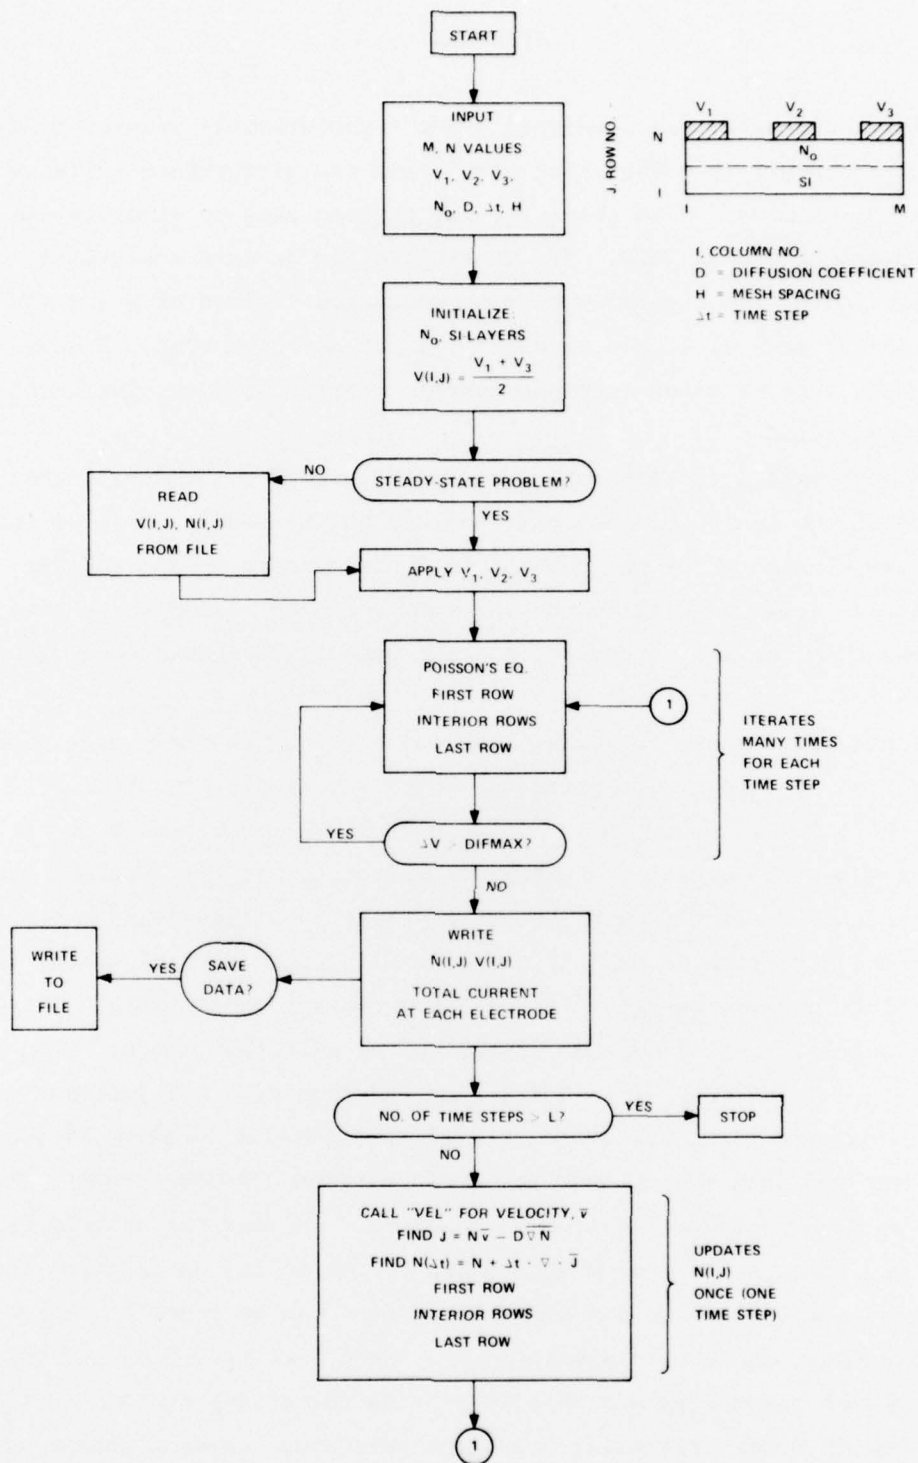 START
INPUT
M, N VALUES
V₁, V₂, V₃,
N₀, D, Δt, H
V₁ V₂ V₃
J, ROW NO.
N
N₀
SI
I
I M
I, COLUMN NO.
D = DIFFUSION COEFFICIENT
H = MESH SPACING
Δt = TIME STEP
INITIALIZE:
N₀, SI LAYERS
V(I,J) = (V₁ + V₃)/2
STEADY-STATE PROBLEM?
NO
YES
READ
V(I,J), N(I,J)
FROM FILE
APPLY V₁, V₂, V₃
POISSON'S EQ.
FIRST ROW
INTERIOR ROWS
LAST ROW
1
ITERATES
MANY TIMES
FOR EACH
TIME STEP
ΔV > DIFMAX?
YES
NO
WRITE
N(I,J) V(I,J)
TOTAL CURRENT
AT EACH ELECTRODE
SAVE
DATA?
YES
WRITE
TO
FILE
NO. OF TIME STEPS > L?
YES
STOP
NO
CALL "VEL" FOR VELOCITY, v̅
FIND J = Nv̅ − D∇̅N̅
FIND N(Δt) = N + Δt · ∇ · J̅
FIRST ROW
INTERIOR ROWS
LAST ROW
UPDATES
N(I,J)
ONCE (ONE
TIME STEP)
1